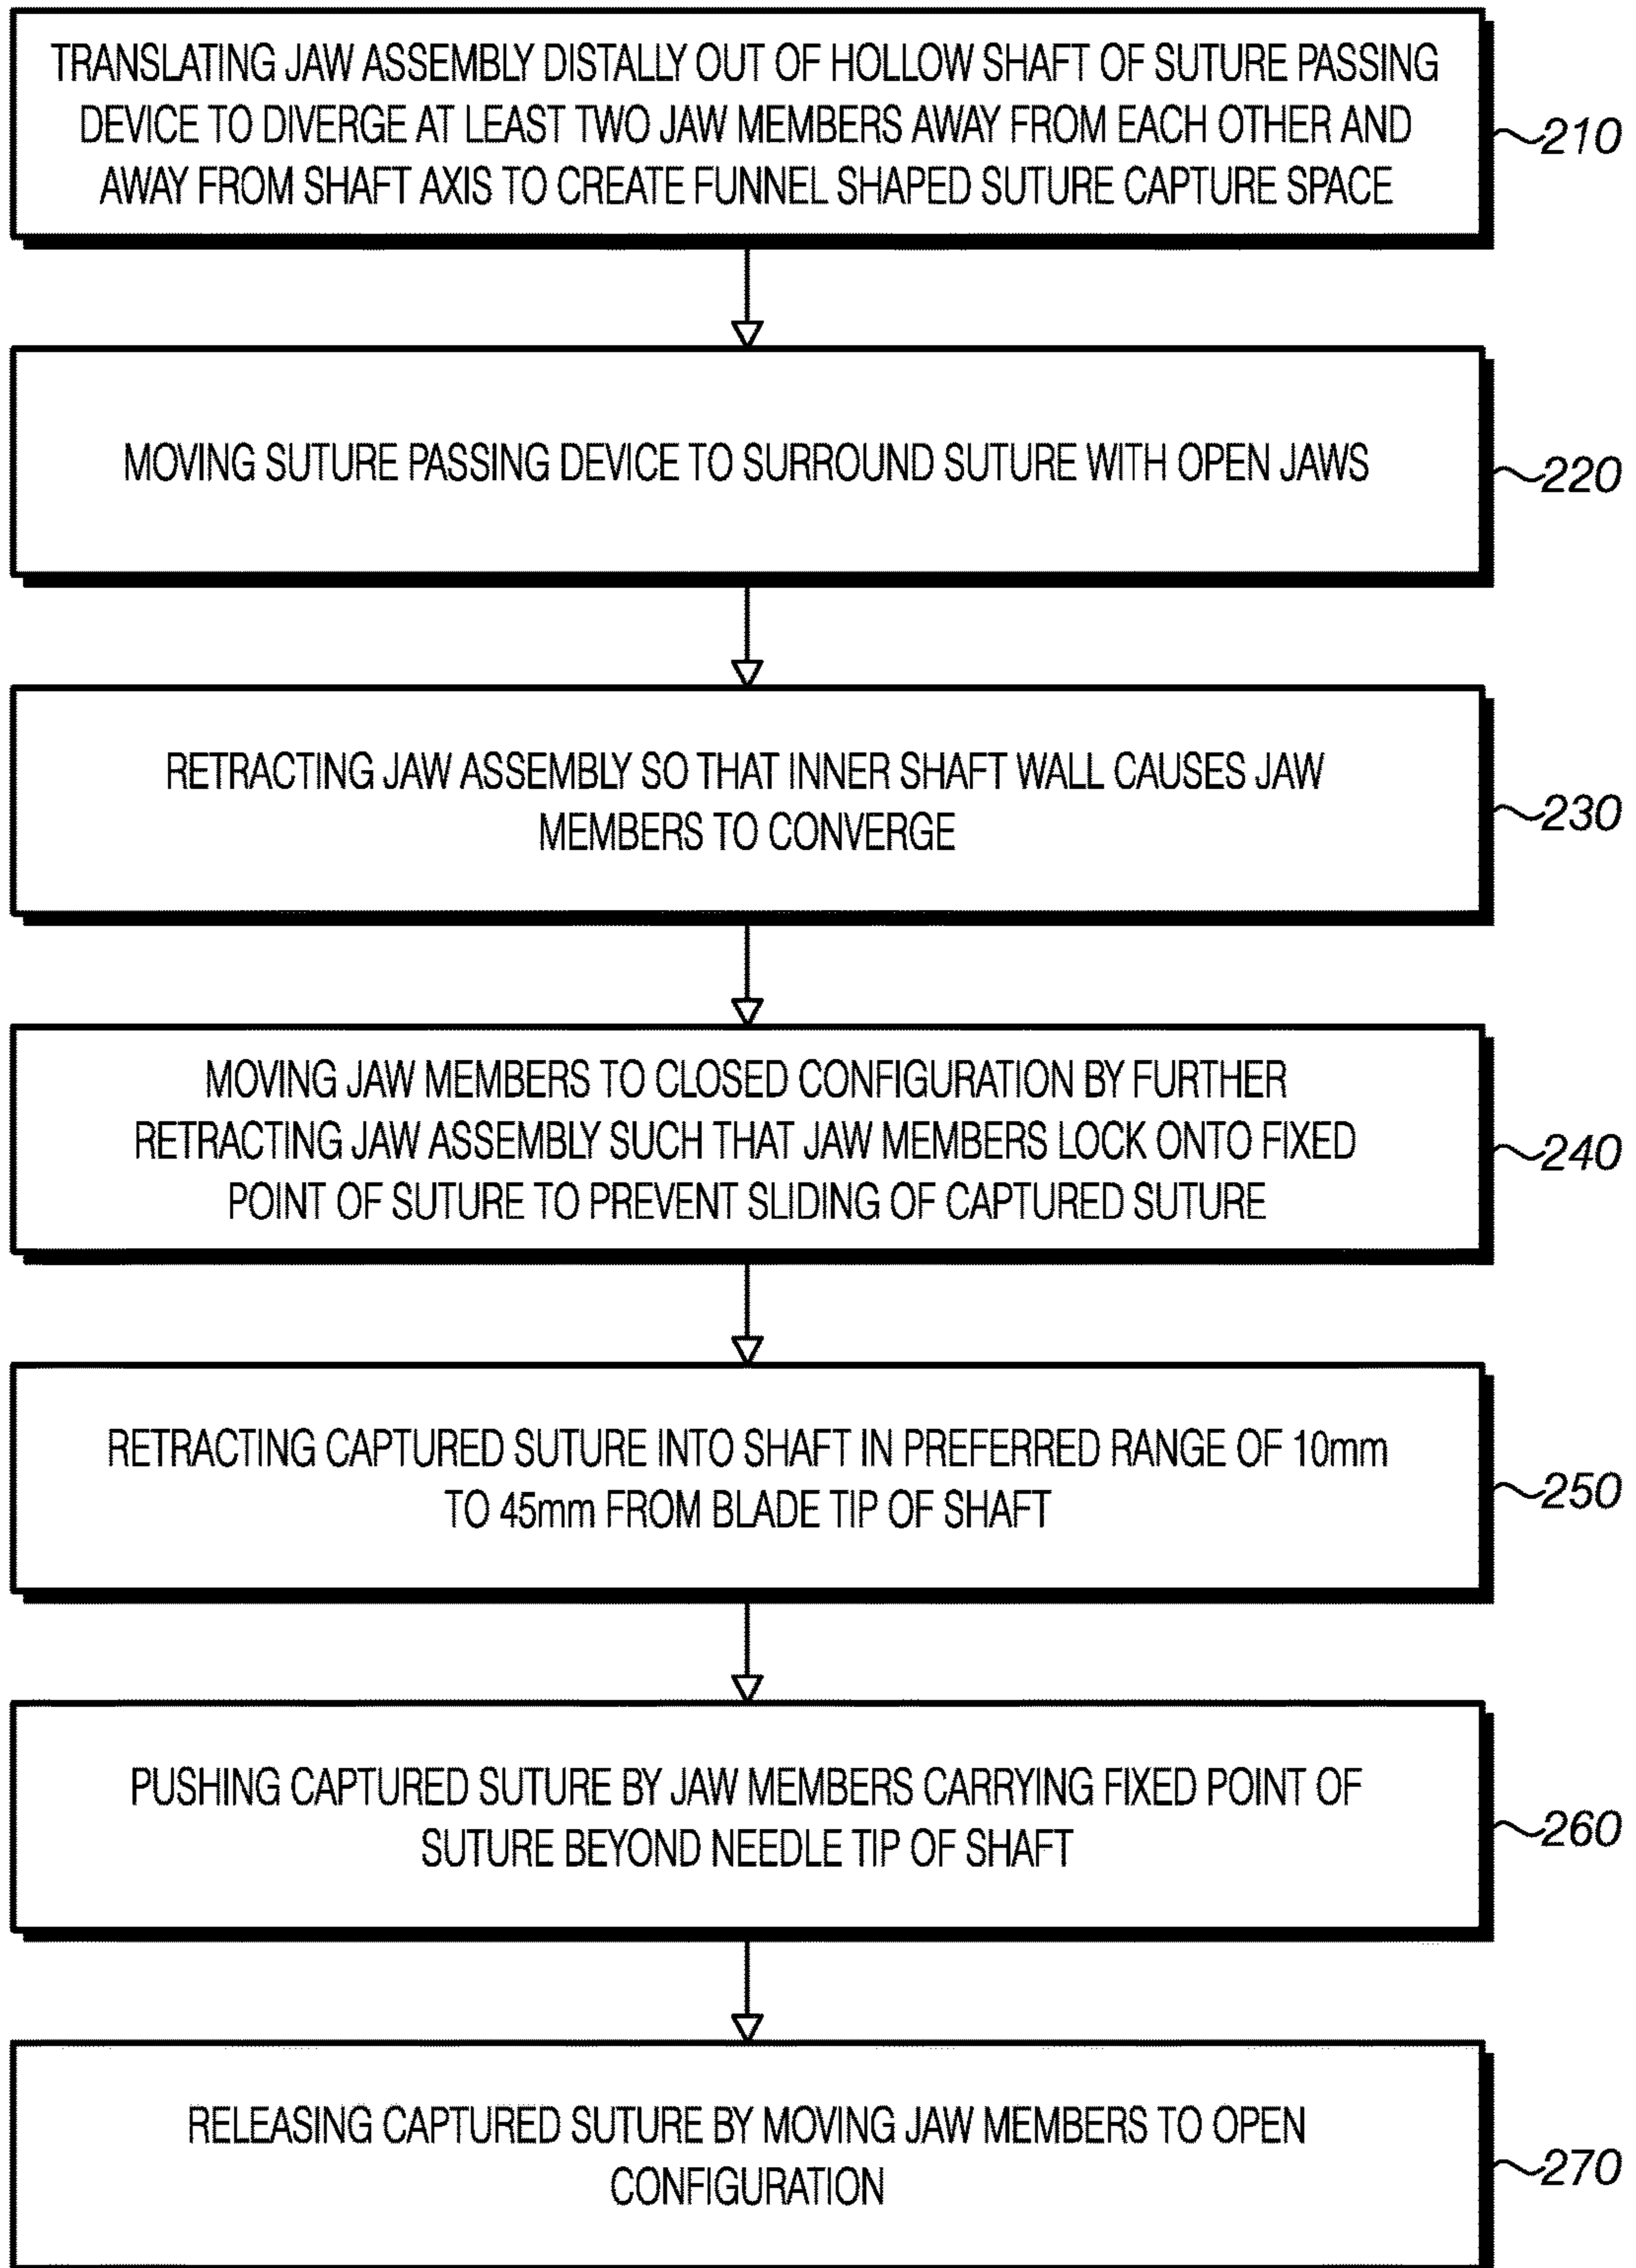 TRANSLATING JAW ASSEMBLY DISTALLY OUT OF HOLLOW SHAFT OF SUTURE PASSING
DEVICE TO DIVERGE AT LEAST TWO JAW MEMBERS AWAY FROM EACH OTHER AND
AWAY FROM SHAFT AXIS TO CREATE FUNNEL SHAPED SUTURE CAPTURE SPACE
210
MOVING SUTURE PASSING DEVICE TO SURROUND SUTURE WITH OPEN JAWS
220
RETRACTING JAW ASSEMBLY SO THAT INNER SHAFT WALL CAUSES JAW
MEMBERS TO CONVERGE
230
MOVING JAW MEMBERS TO CLOSED CONFIGURATION BY FURTHER
RETRACTING JAW ASSEMBLY SUCH THAT JAW MEMBERS LOCK ONTO FIXED
POINT OF SUTURE TO PREVENT SLIDING OF CAPTURED SUTURE
240
RETRACTING CAPTURED SUTURE INTO SHAFT IN PREFERRED RANGE OF 10mm
TO 45mm FROM BLADE TIP OF SHAFT
250
PUSHING CAPTURED SUTURE BY JAW MEMBERS CARRYING FIXED POINT OF
SUTURE BEYOND NEEDLE TIP OF SHAFT
260
RELEASING CAPTURED SUTURE BY MOVING JAW MEMBERS TO OPEN
CONFIGURATION
270